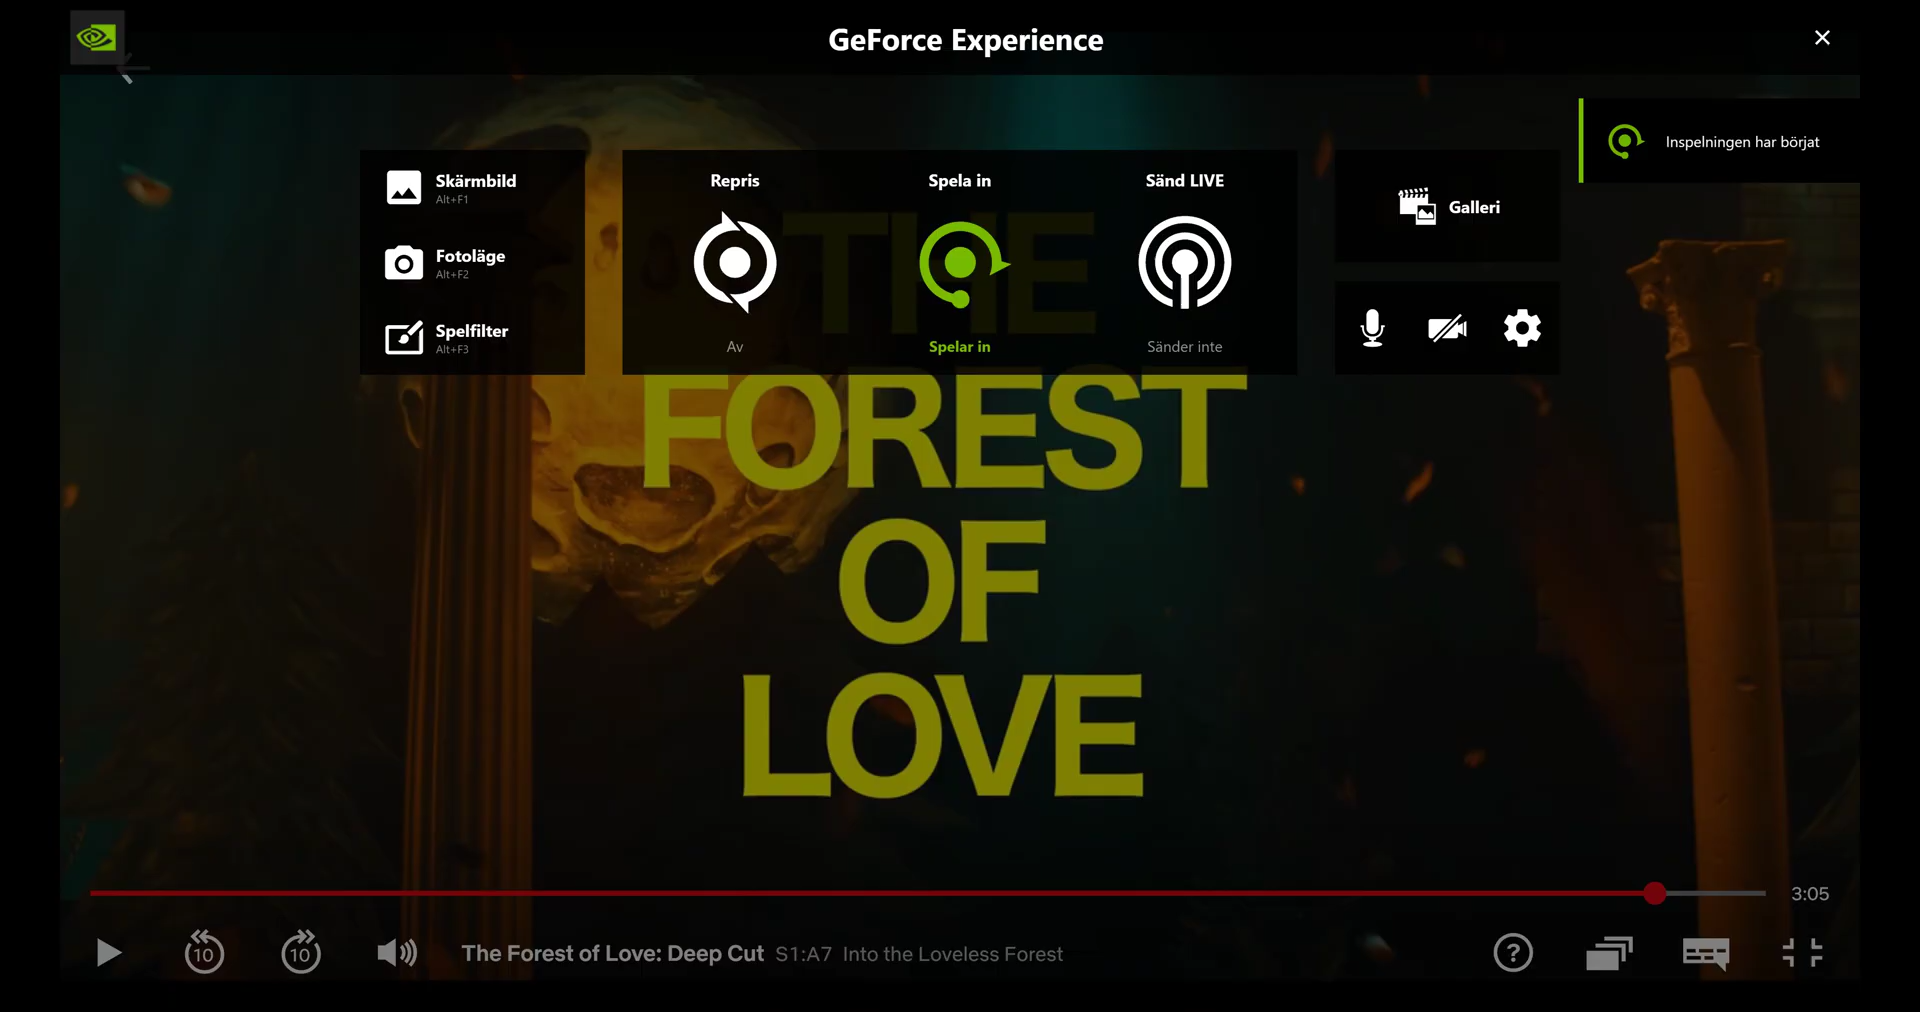 GeForce Experience
Inspelningen har börjat
Skärmbild
Alt+F1
Fotoläge
Alt+F2
Spelfilter
Alt+F3
Repris
Av
Spela in
Spelar in
Sänd LIVE
Sänder inte
Galleri
THE
FOREST
OF
LOVE
3:05
10
10
The Forest of Love: Deep Cut S1:A7 Into the Loveless Forest
?